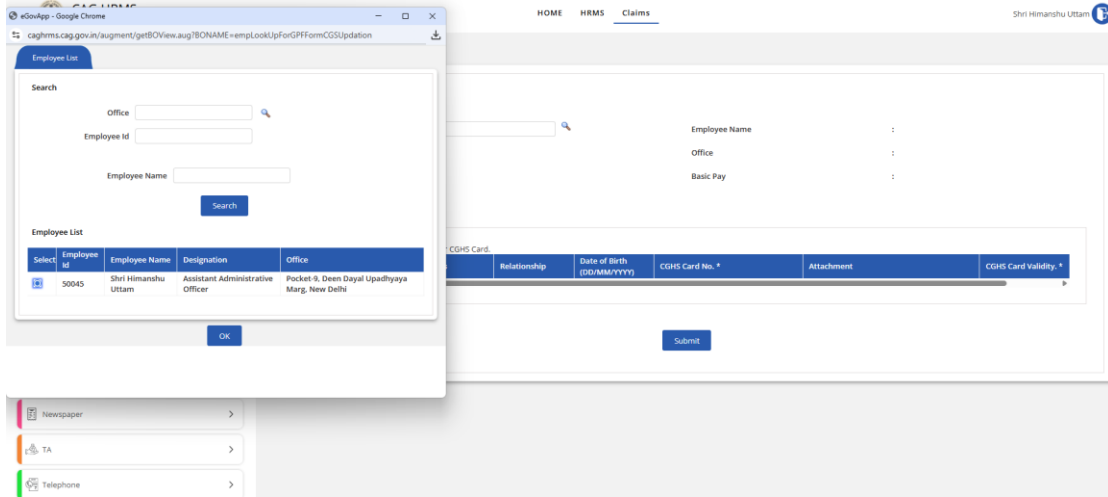 CAG HRMS
HOME HRMS Claims
Shri Himanshu Uttam
eGovApp - Google Chrome
caghrms.cag.gov.in/augment/getBOView.aug?BONAME=empLookUpForGPFFormCGSUpdation
Employee List
Search
Office
Employee Id
Employee Name
Search
Employee List
Select Employee Id Employee Name Designation Office
50045 Shri Himanshu Uttam Assistant Administrative Officer Pocket-9, Deen Dayal Upadhyaya Marg, New Delhi
OK
Employee Name :
Office :
Basic Pay :
CGHS Card.
Relationship Date of Birth (DD/MM/YYYY) CGHS Card No. * Attachment CGHS Card Validity. *
Submit
Newspaper
TA
Telephone